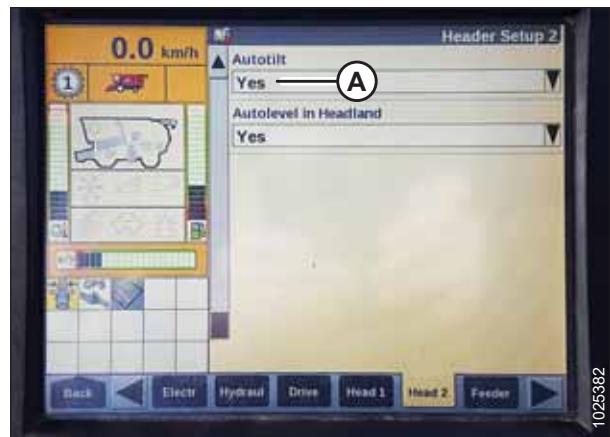 Header Setup 2
0.0 km/h
1
Autotilt
Yes
A
Autolevel in Headland
Yes
Back
Electr
Hydraul
Drive
Head 1
Head 2
Feeder
1025382